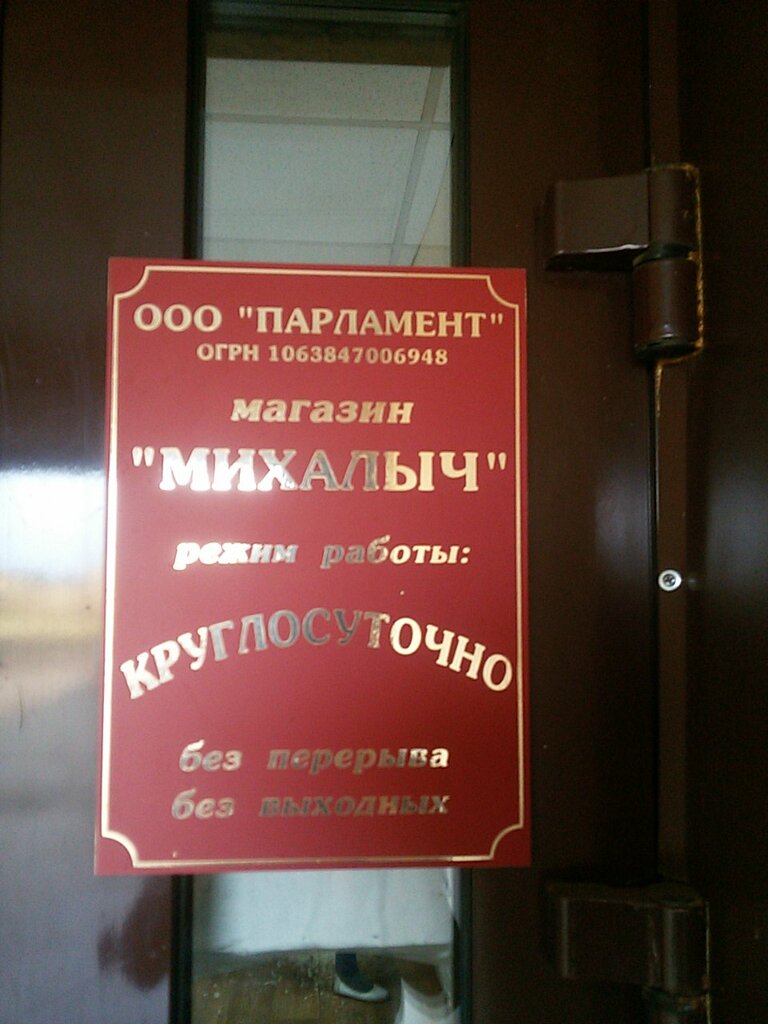 ООО "ПАРЛАМЕНТ"
ОГРН 1063847006948
магазин
"МИХАЛЫЧ"
режим работы:
КРУГЛОСУТОЧНО
без перерыва
без выходных